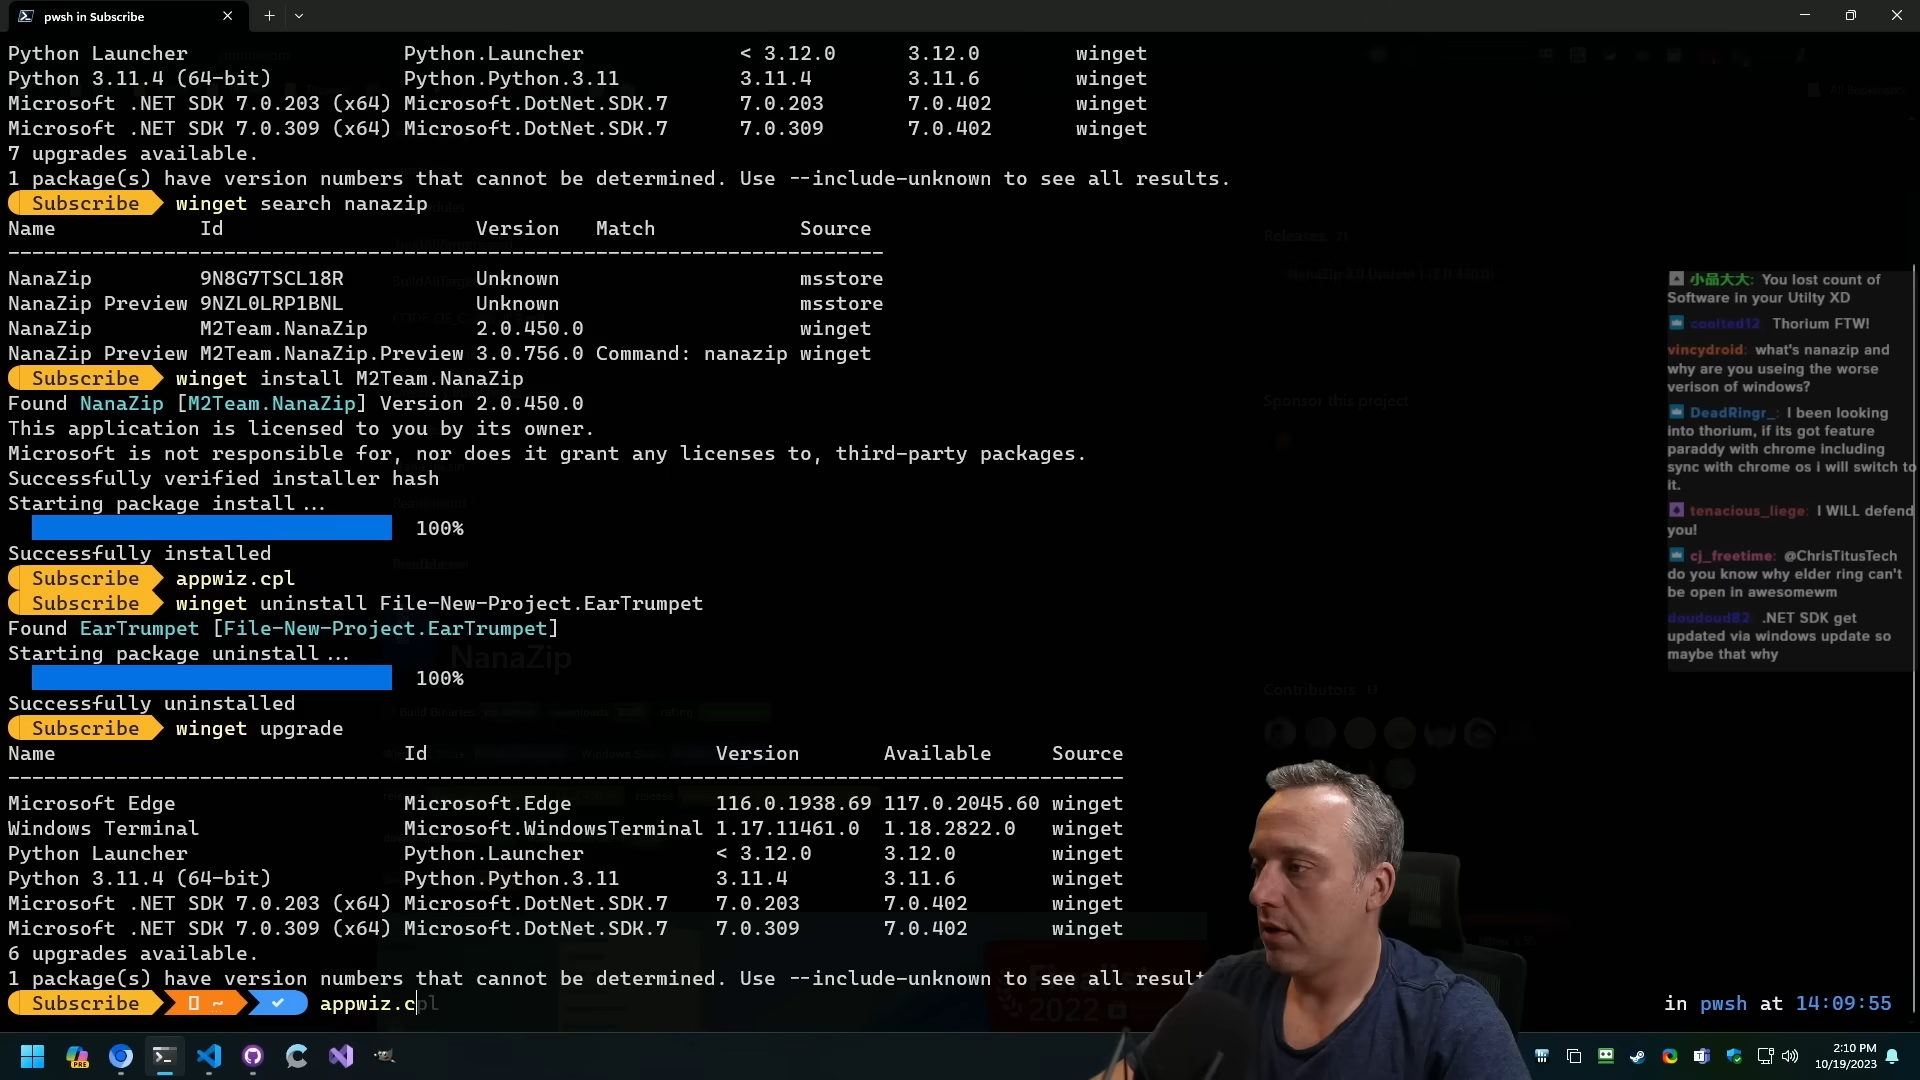 pwsh in Subscribe
Python Launcher Python.Launcher < 3.12.0 3.12.0 winget
Python 3.11.4 (64-bit) Python.Python.3.11 3.11.4 3.11.6 winget
Microsoft .NET SDK 7.0.203 (x64) Microsoft.DotNet.SDK.7 7.0.203 7.0.402 winget
Microsoft .NET SDK 7.0.309 (x64) Microsoft.DotNet.SDK.7 7.0.309 7.0.402 winget
7 upgrades available.
1 package(s) have version numbers that cannot be determined. Use --include-unknown to see all results.
Subscribe winget search nanazip
Name Id Version Match Source
NanaZip 9N8G7TSCL18R Unknown msstore
NanaZip Preview 9NZL0LRP1BNL Unknown msstore
NanaZip M2Team.NanaZip 2.0.450.0 winget
NanaZip Preview M2Team.NanaZip.Preview 3.0.756.0 Command: nanazip winget
Subscribe winget install M2Team.NanaZip
Found NanaZip [M2Team.NanaZip] Version 2.0.450.0
This application is licensed to you by its owner.
Microsoft is not responsible for, nor does it grant any licenses to, third-party packages.
Successfully verified installer hash
Starting package install...
100%
Successfully installed
Subscribe appwiz.cpl
Subscribe winget uninstall File-New-Project.EarTrumpet
Found EarTrumpet [File-New-Project.EarTrumpet]
Starting package uninstall...
NanaZip
100%
Successfully uninstalled
Subscribe winget upgrade
Name Id Version Available Source
Microsoft Edge Microsoft.Edge 116.0.1938.69 117.0.2045.60 winget
Windows Terminal Microsoft.WindowsTerminal 1.17.11461.0 1.18.2822.0 winget
Python Launcher Python.Launcher < 3.12.0 3.12.0 winget
Python 3.11.4 (64-bit) Python.Python.3.11 3.11.4 3.11.6 winget
Microsoft .NET SDK 7.0.203 (x64) Microsoft.DotNet.SDK.7 7.0.203 7.0.402 winget
Microsoft .NET SDK 7.0.309 (x64) Microsoft.DotNet.SDK.7 7.0.309 7.0.402 winget
6 upgrades available.
1 package(s) have version numbers that cannot be determined. Use --include-unknown to see all result
Subscribe ~ appwiz.cpl
in pwsh at 14:09:55
Releases
Sponsor this project
Contributors
2022
小品大大: You lost count of
Software in your Utilty XD
coolted12 Thorium FTW!
vincydroid: what's nanazip and
why are you useing the worse
verison of windows?
DeadRingr_: I been looking
into thorium, if its got feature
paraddy with chrome including
sync with chrome os i will switch to
it.
tenacious_liege: I WILL defend
you!
cj_freetime: @ChrisTitusTech
do you know why elder ring can't
be open in awesomewm
doudoud82 .NET SDK get
updated via windows update so
maybe that why
PRE
2:10 PM
10/19/2023